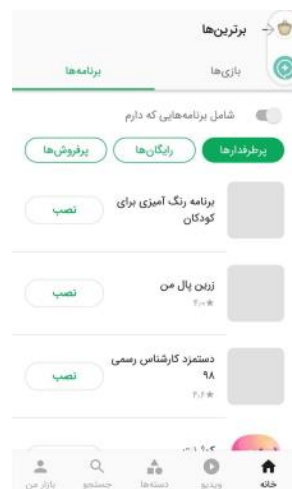 برترین‌ها
بازی‌ها
برنامه‌ها
شامل برنامه‌هایی که دارم
پرطرفدارها
رایگان‌ها
پرفروش‌ها
برنامه رنگ آمیزی برای
کودکان
نصب
زرین پال من
نصب
دستمزد کارشناس رسمی
۹۸
نصب
خانه
ویدیو
دسته‌ها
جستجو
بازار من